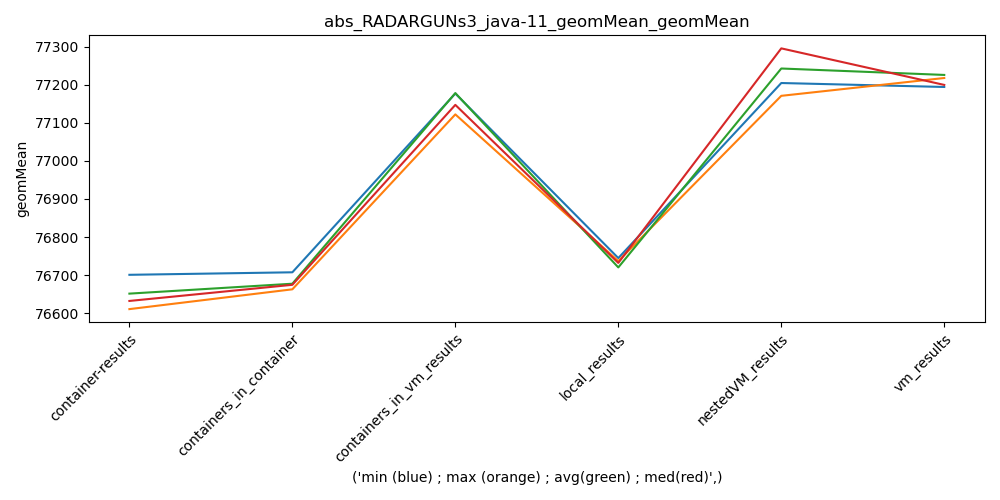 abs_RADARGUNs3_java-11_geomMean_geomMean
geomMean
77300
77200
77100
77000
76900
76800
76700
76600
container-results
containers_in_container
containers_in_vm_results
local_results
nestedVM_results
vm_results
('min (blue) ; max (orange) ; avg(green) ; med(red)',)